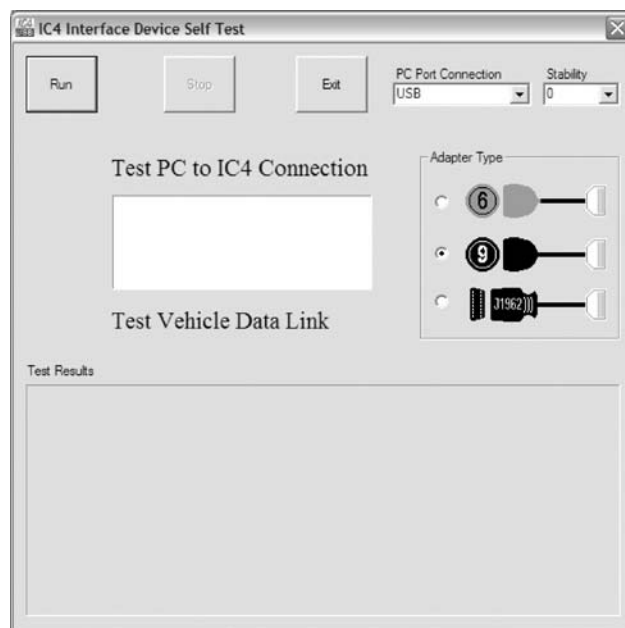 IC4 Interface Device Self Test
Run
Stop
Exit
PC Port Connection
USB
Stability
0
Test PC to IC4 Connection
Adapter Type
6
9
J1962
Test Vehicle Data Link
Test Results